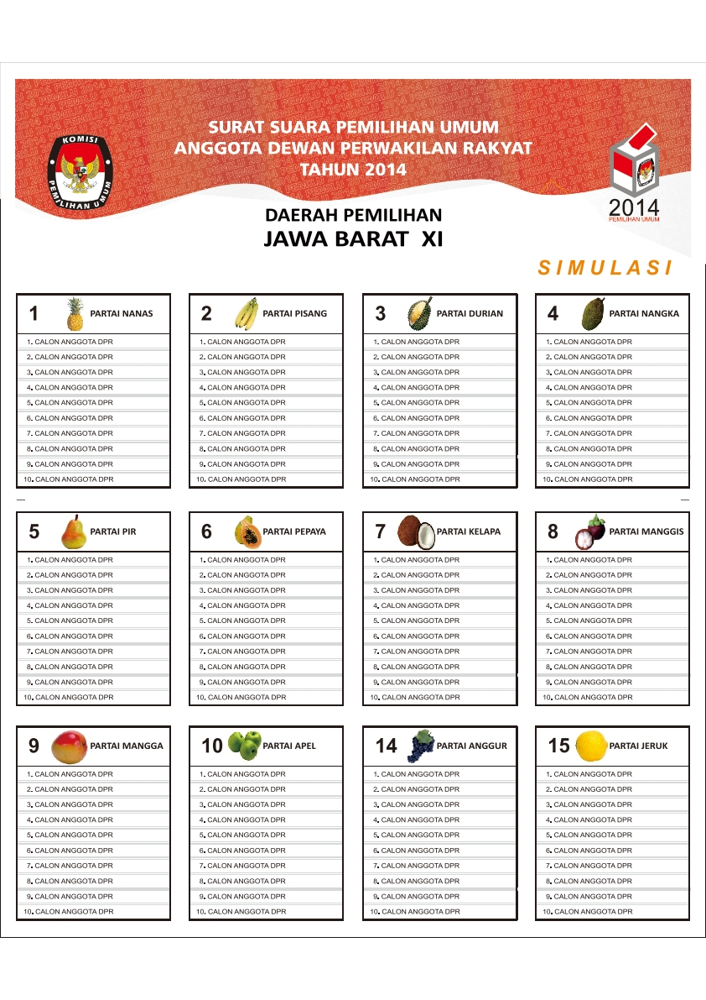 SURAT SUARA PEMILIHAN UMUM
ANGGOTA DEWAN PERWAKILAN RAKYAT
TAHUN 2014
KOMISI
PEMILIHAN UMUM
2014
PEMILIHAN UMUM
DAERAH PEMILIHAN
JAWA BARAT XI
SIMULASI
1 PARTAI NANAS
1. CALON ANGGOTA DPR
2. CALON ANGGOTA DPR
3. CALON ANGGOTA DPR
4. CALON ANGGOTA DPR
5. CALON ANGGOTA DPR
6. CALON ANGGOTA DPR
7. CALON ANGGOTA DPR
8. CALON ANGGOTA DPR
9. CALON ANGGOTA DPR
10. CALON ANGGOTA DPR
2 PARTAI PISANG
1. CALON ANGGOTA DPR
2. CALON ANGGOTA DPR
3. CALON ANGGOTA DPR
4. CALON ANGGOTA DPR
5. CALON ANGGOTA DPR
6. CALON ANGGOTA DPR
7. CALON ANGGOTA DPR
8. CALON ANGGOTA DPR
9. CALON ANGGOTA DPR
10. CALON ANGGOTA DPR
3 PARTAI DURIAN
1. CALON ANGGOTA DPR
2. CALON ANGGOTA DPR
3. CALON ANGGOTA DPR
4. CALON ANGGOTA DPR
5. CALON ANGGOTA DPR
6. CALON ANGGOTA DPR
7. CALON ANGGOTA DPR
8. CALON ANGGOTA DPR
9. CALON ANGGOTA DPR
10. CALON ANGGOTA DPR
4 PARTAI NANGKA
1. CALON ANGGOTA DPR
2. CALON ANGGOTA DPR
3. CALON ANGGOTA DPR
4. CALON ANGGOTA DPR
5. CALON ANGGOTA DPR
6. CALON ANGGOTA DPR
7. CALON ANGGOTA DPR
8. CALON ANGGOTA DPR
9. CALON ANGGOTA DPR
10. CALON ANGGOTA DPR
5 PARTAI PIR
1. CALON ANGGOTA DPR
2. CALON ANGGOTA DPR
3. CALON ANGGOTA DPR
4. CALON ANGGOTA DPR
5. CALON ANGGOTA DPR
6. CALON ANGGOTA DPR
7. CALON ANGGOTA DPR
8. CALON ANGGOTA DPR
9. CALON ANGGOTA DPR
10. CALON ANGGOTA DPR
6 PARTAI PEPAYA
1. CALON ANGGOTA DPR
2. CALON ANGGOTA DPR
3. CALON ANGGOTA DPR
4. CALON ANGGOTA DPR
5. CALON ANGGOTA DPR
6. CALON ANGGOTA DPR
7. CALON ANGGOTA DPR
8. CALON ANGGOTA DPR
9. CALON ANGGOTA DPR
10. CALON ANGGOTA DPR
7 PARTAI KELAPA
1. CALON ANGGOTA DPR
2. CALON ANGGOTA DPR
3. CALON ANGGOTA DPR
4. CALON ANGGOTA DPR
5. CALON ANGGOTA DPR
6. CALON ANGGOTA DPR
7. CALON ANGGOTA DPR
8. CALON ANGGOTA DPR
9. CALON ANGGOTA DPR
10. CALON ANGGOTA DPR
8 PARTAI MANGGIS
1. CALON ANGGOTA DPR
2. CALON ANGGOTA DPR
3. CALON ANGGOTA DPR
4. CALON ANGGOTA DPR
5. CALON ANGGOTA DPR
6. CALON ANGGOTA DPR
7. CALON ANGGOTA DPR
8. CALON ANGGOTA DPR
9. CALON ANGGOTA DPR
10. CALON ANGGOTA DPR
9 PARTAI MANGGA
1. CALON ANGGOTA DPR
2. CALON ANGGOTA DPR
3. CALON ANGGOTA DPR
4. CALON ANGGOTA DPR
5. CALON ANGGOTA DPR
6. CALON ANGGOTA DPR
7. CALON ANGGOTA DPR
8. CALON ANGGOTA DPR
9. CALON ANGGOTA DPR
10. CALON ANGGOTA DPR
10 PARTAI APEL
1. CALON ANGGOTA DPR
2. CALON ANGGOTA DPR
3. CALON ANGGOTA DPR
4. CALON ANGGOTA DPR
5. CALON ANGGOTA DPR
6. CALON ANGGOTA DPR
7. CALON ANGGOTA DPR
8. CALON ANGGOTA DPR
9. CALON ANGGOTA DPR
10. CALON ANGGOTA DPR
14 PARTAI ANGGUR
1. CALON ANGGOTA DPR
2. CALON ANGGOTA DPR
3. CALON ANGGOTA DPR
4. CALON ANGGOTA DPR
5. CALON ANGGOTA DPR
6. CALON ANGGOTA DPR
7. CALON ANGGOTA DPR
8. CALON ANGGOTA DPR
9. CALON ANGGOTA DPR
10. CALON ANGGOTA DPR
15 PARTAI JERUK
1. CALON ANGGOTA DPR
2. CALON ANGGOTA DPR
3. CALON ANGGOTA DPR
4. CALON ANGGOTA DPR
5. CALON ANGGOTA DPR
6. CALON ANGGOTA DPR
7. CALON ANGGOTA DPR
8. CALON ANGGOTA DPR
9. CALON ANGGOTA DPR
10. CALON ANGGOTA DPR